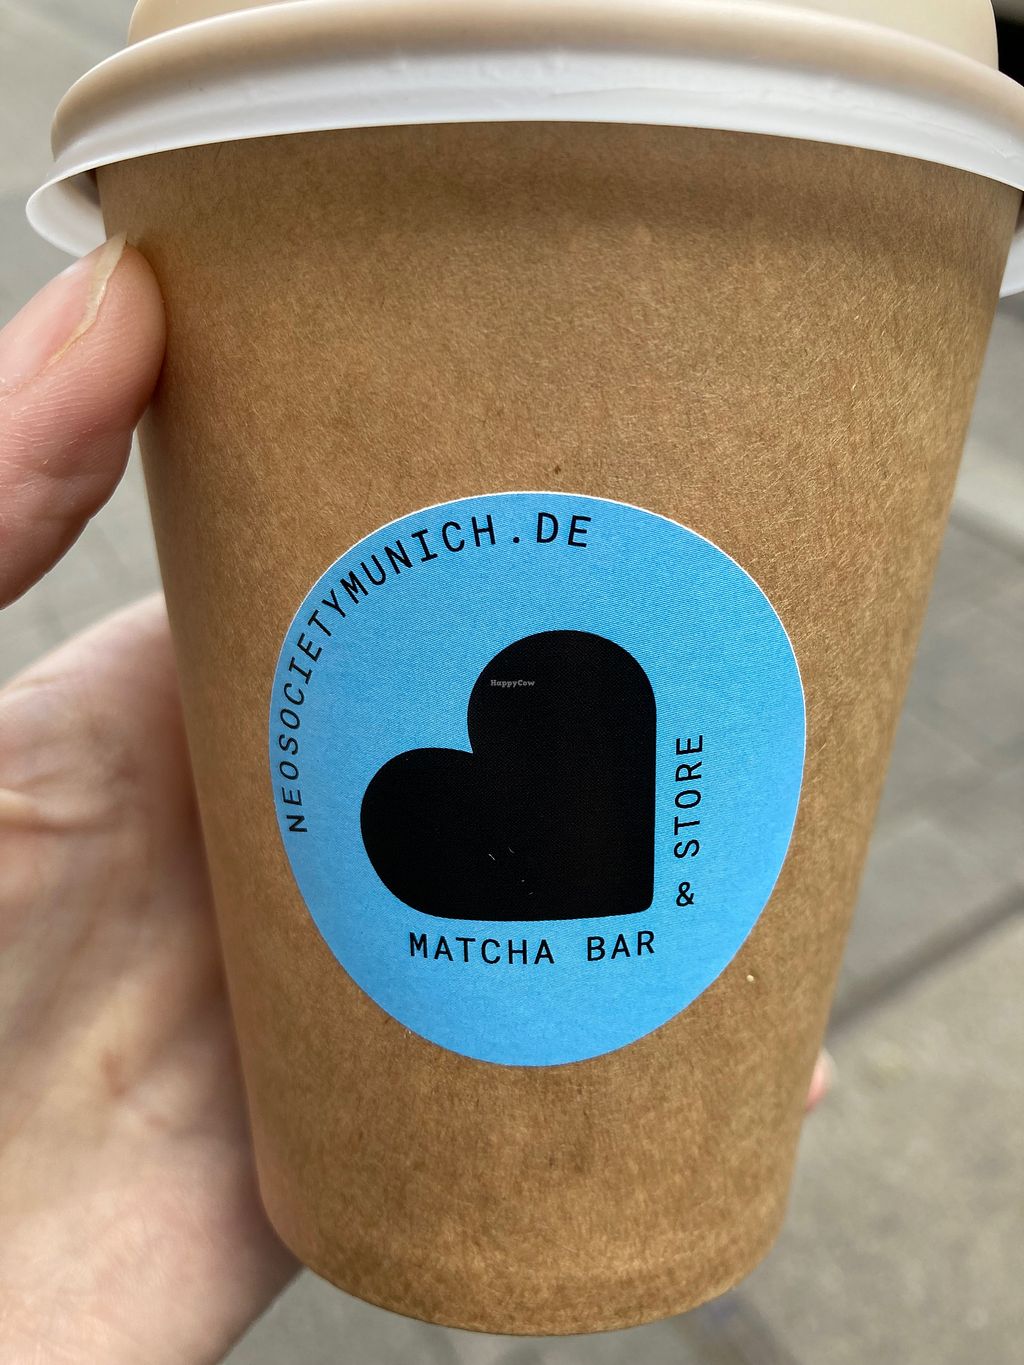 NEOSOCIETYMUNICH.DE
HappyCow
MATCHA BAR
& STORE